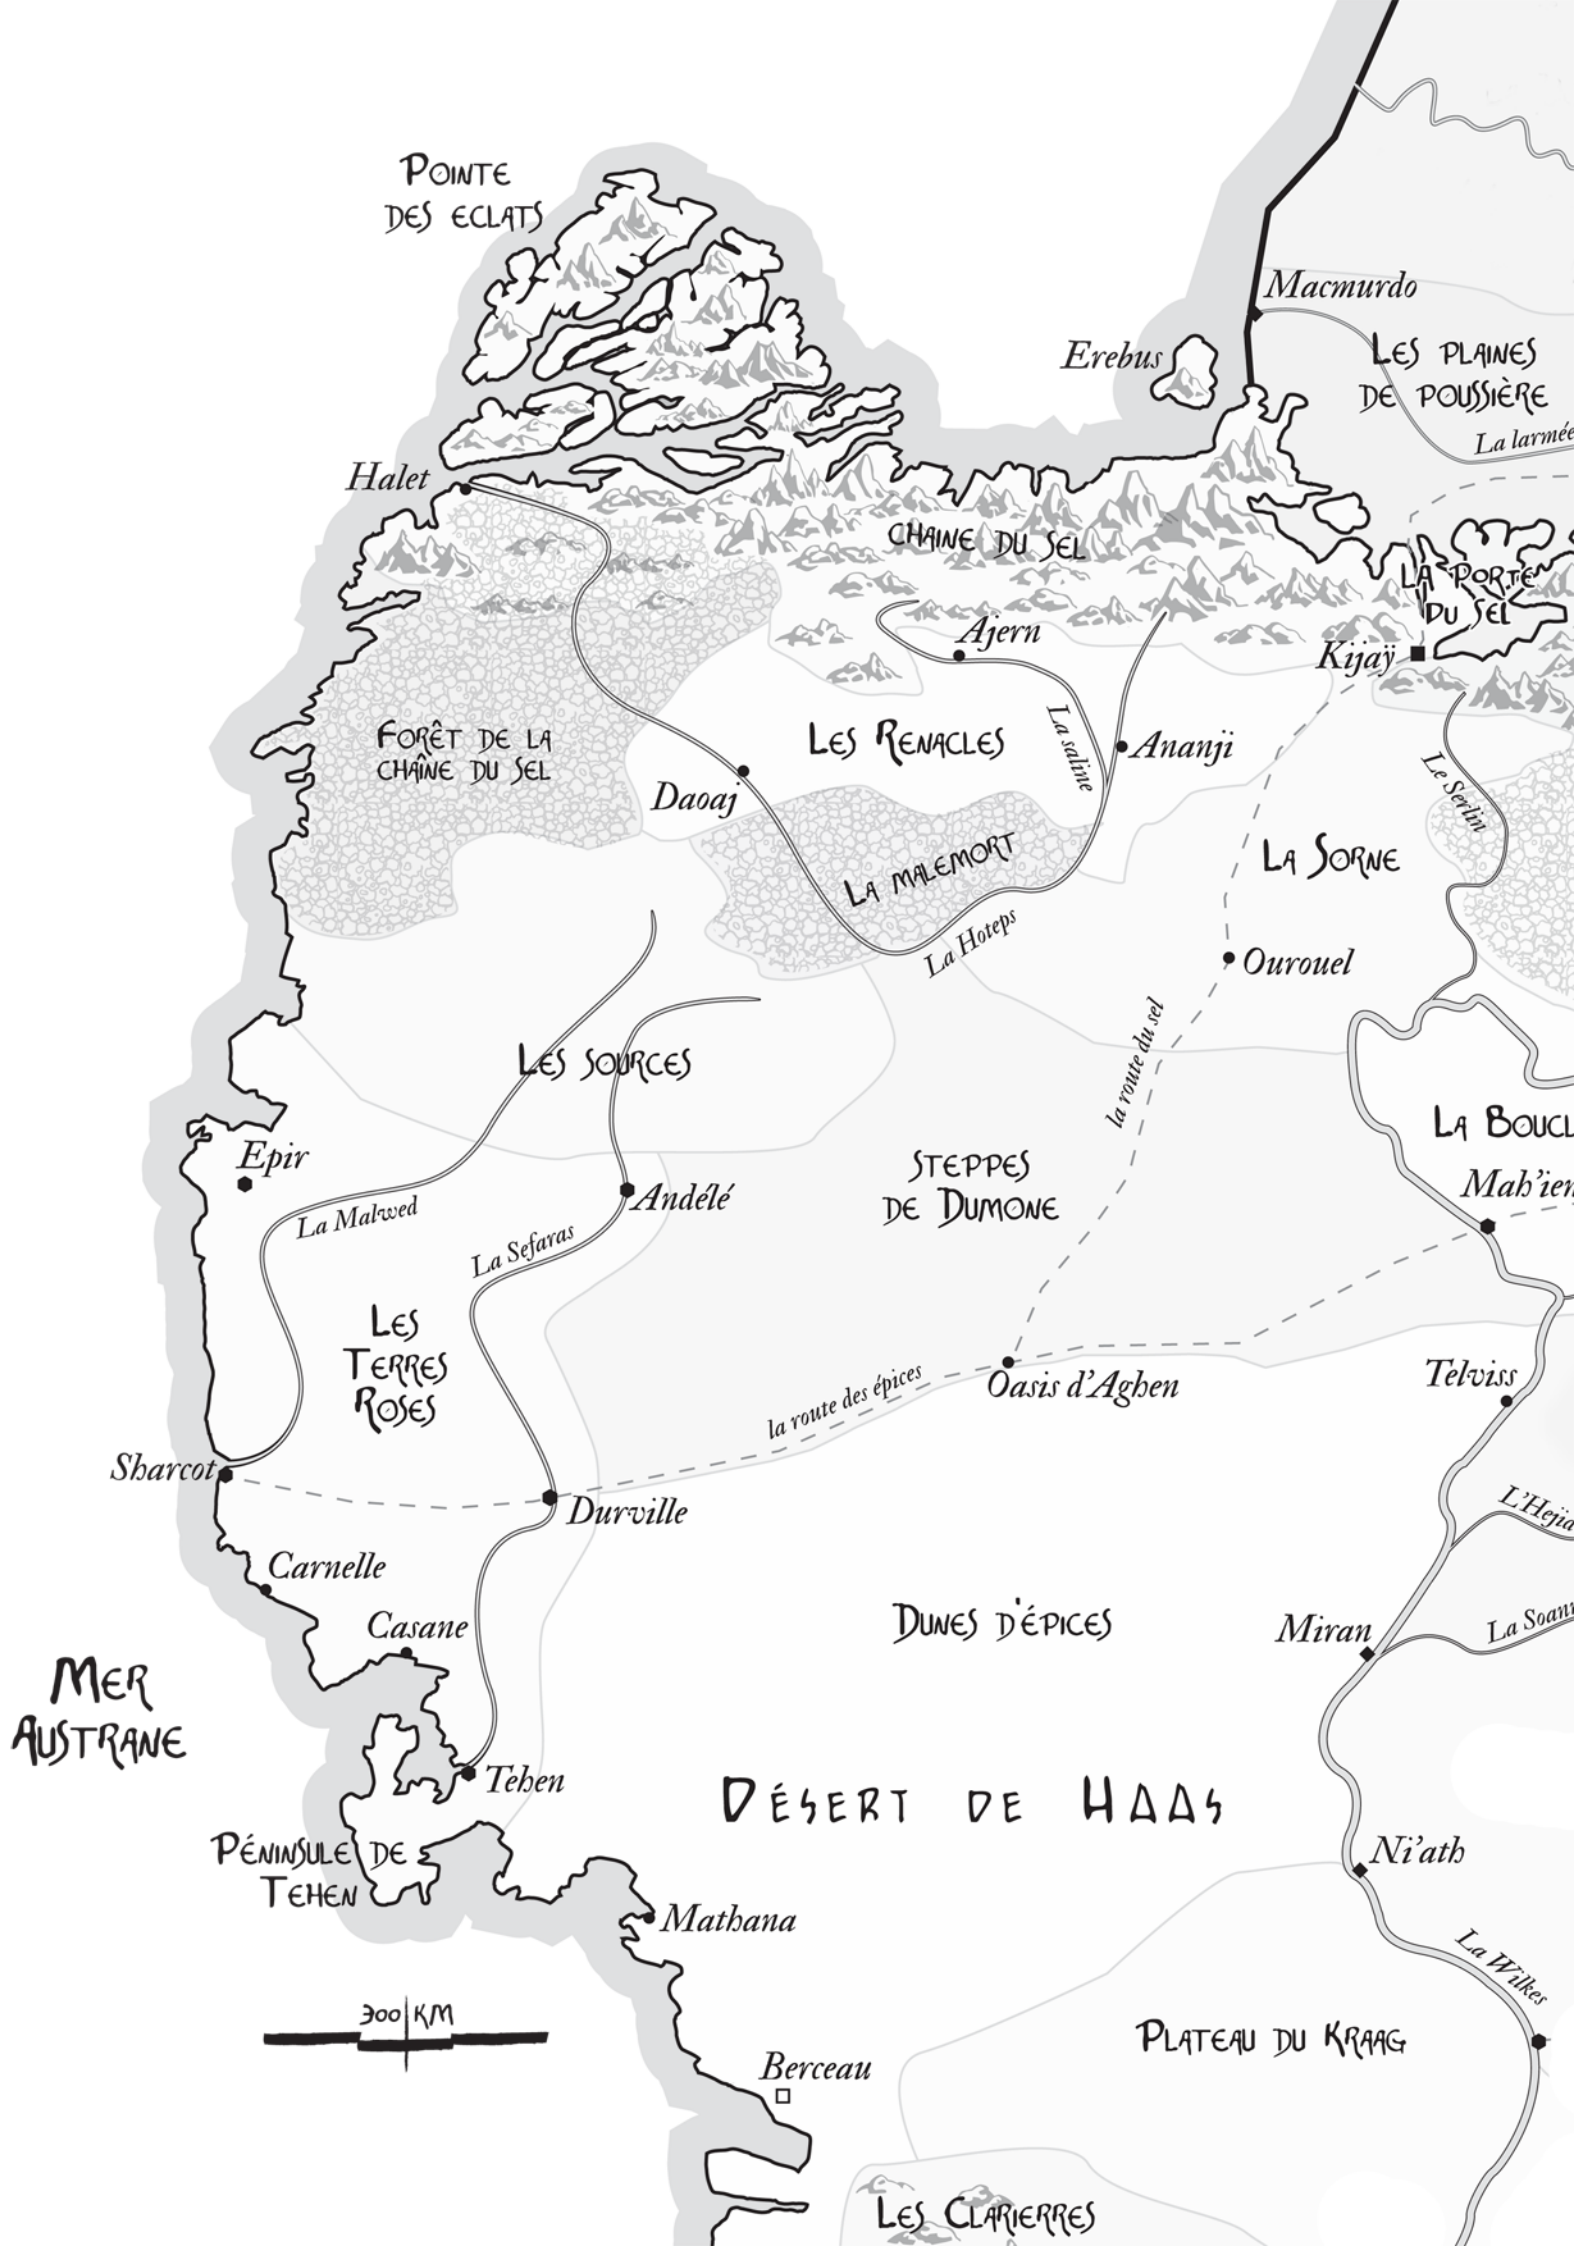 POINTE
DES ECLATS
Macmurdo
Erebus
LES PLAINES
DE POUSSIÈRE
La larmée
Halet
CHAINE DU SEL
LA PORTE
DU SEL
Ajern
Kijaÿ
FORÊT DE LA
CHAÎNE DU SEL
LES RENACLES
La saline
Ananji
Daoaj
Le Serlin
LA MALEMORT
LA SORNE
La Hoteps
Ourouel
la route du sel
LES SOURCES
LA BOUCL
Epir
STEPPES
DE DUMONE
Mah'ien
Andélé
La Malwed
La Sefaras
LES
TERRES
ROSES
Oasis d'Aghen
Telviss
la route des épices
Sharcot
Durville
L'Hejia
Carnelle
DUNES D'ÉPICES
Casane
Miran
La Soann
MER
AUSTRANE
Tehen
DÉSERT DE HAAS
PÉNINSULE DE
TEHEN
Ni'ath
Mathana
La Wilkes
300 KM
PLATEAU DU KRAAG
Berceau
LES CLARIERRES